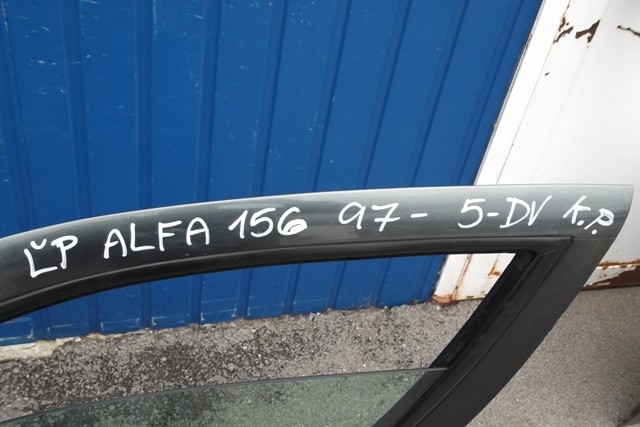 ĽP ALFA 156 97- 5-DV K.P.